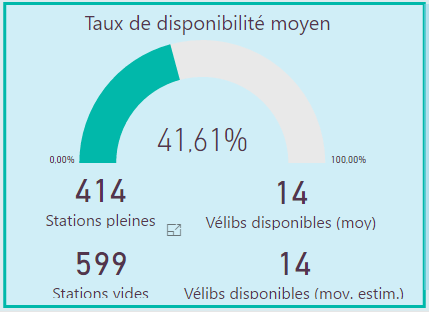 Taux de disponibilité moyen
41,61%
0,00% 100,00%
414 14
Stations pleines Vélibs disponibles (moy)
599 14
Stations vides Vélibs disponibles (moy. estim.)